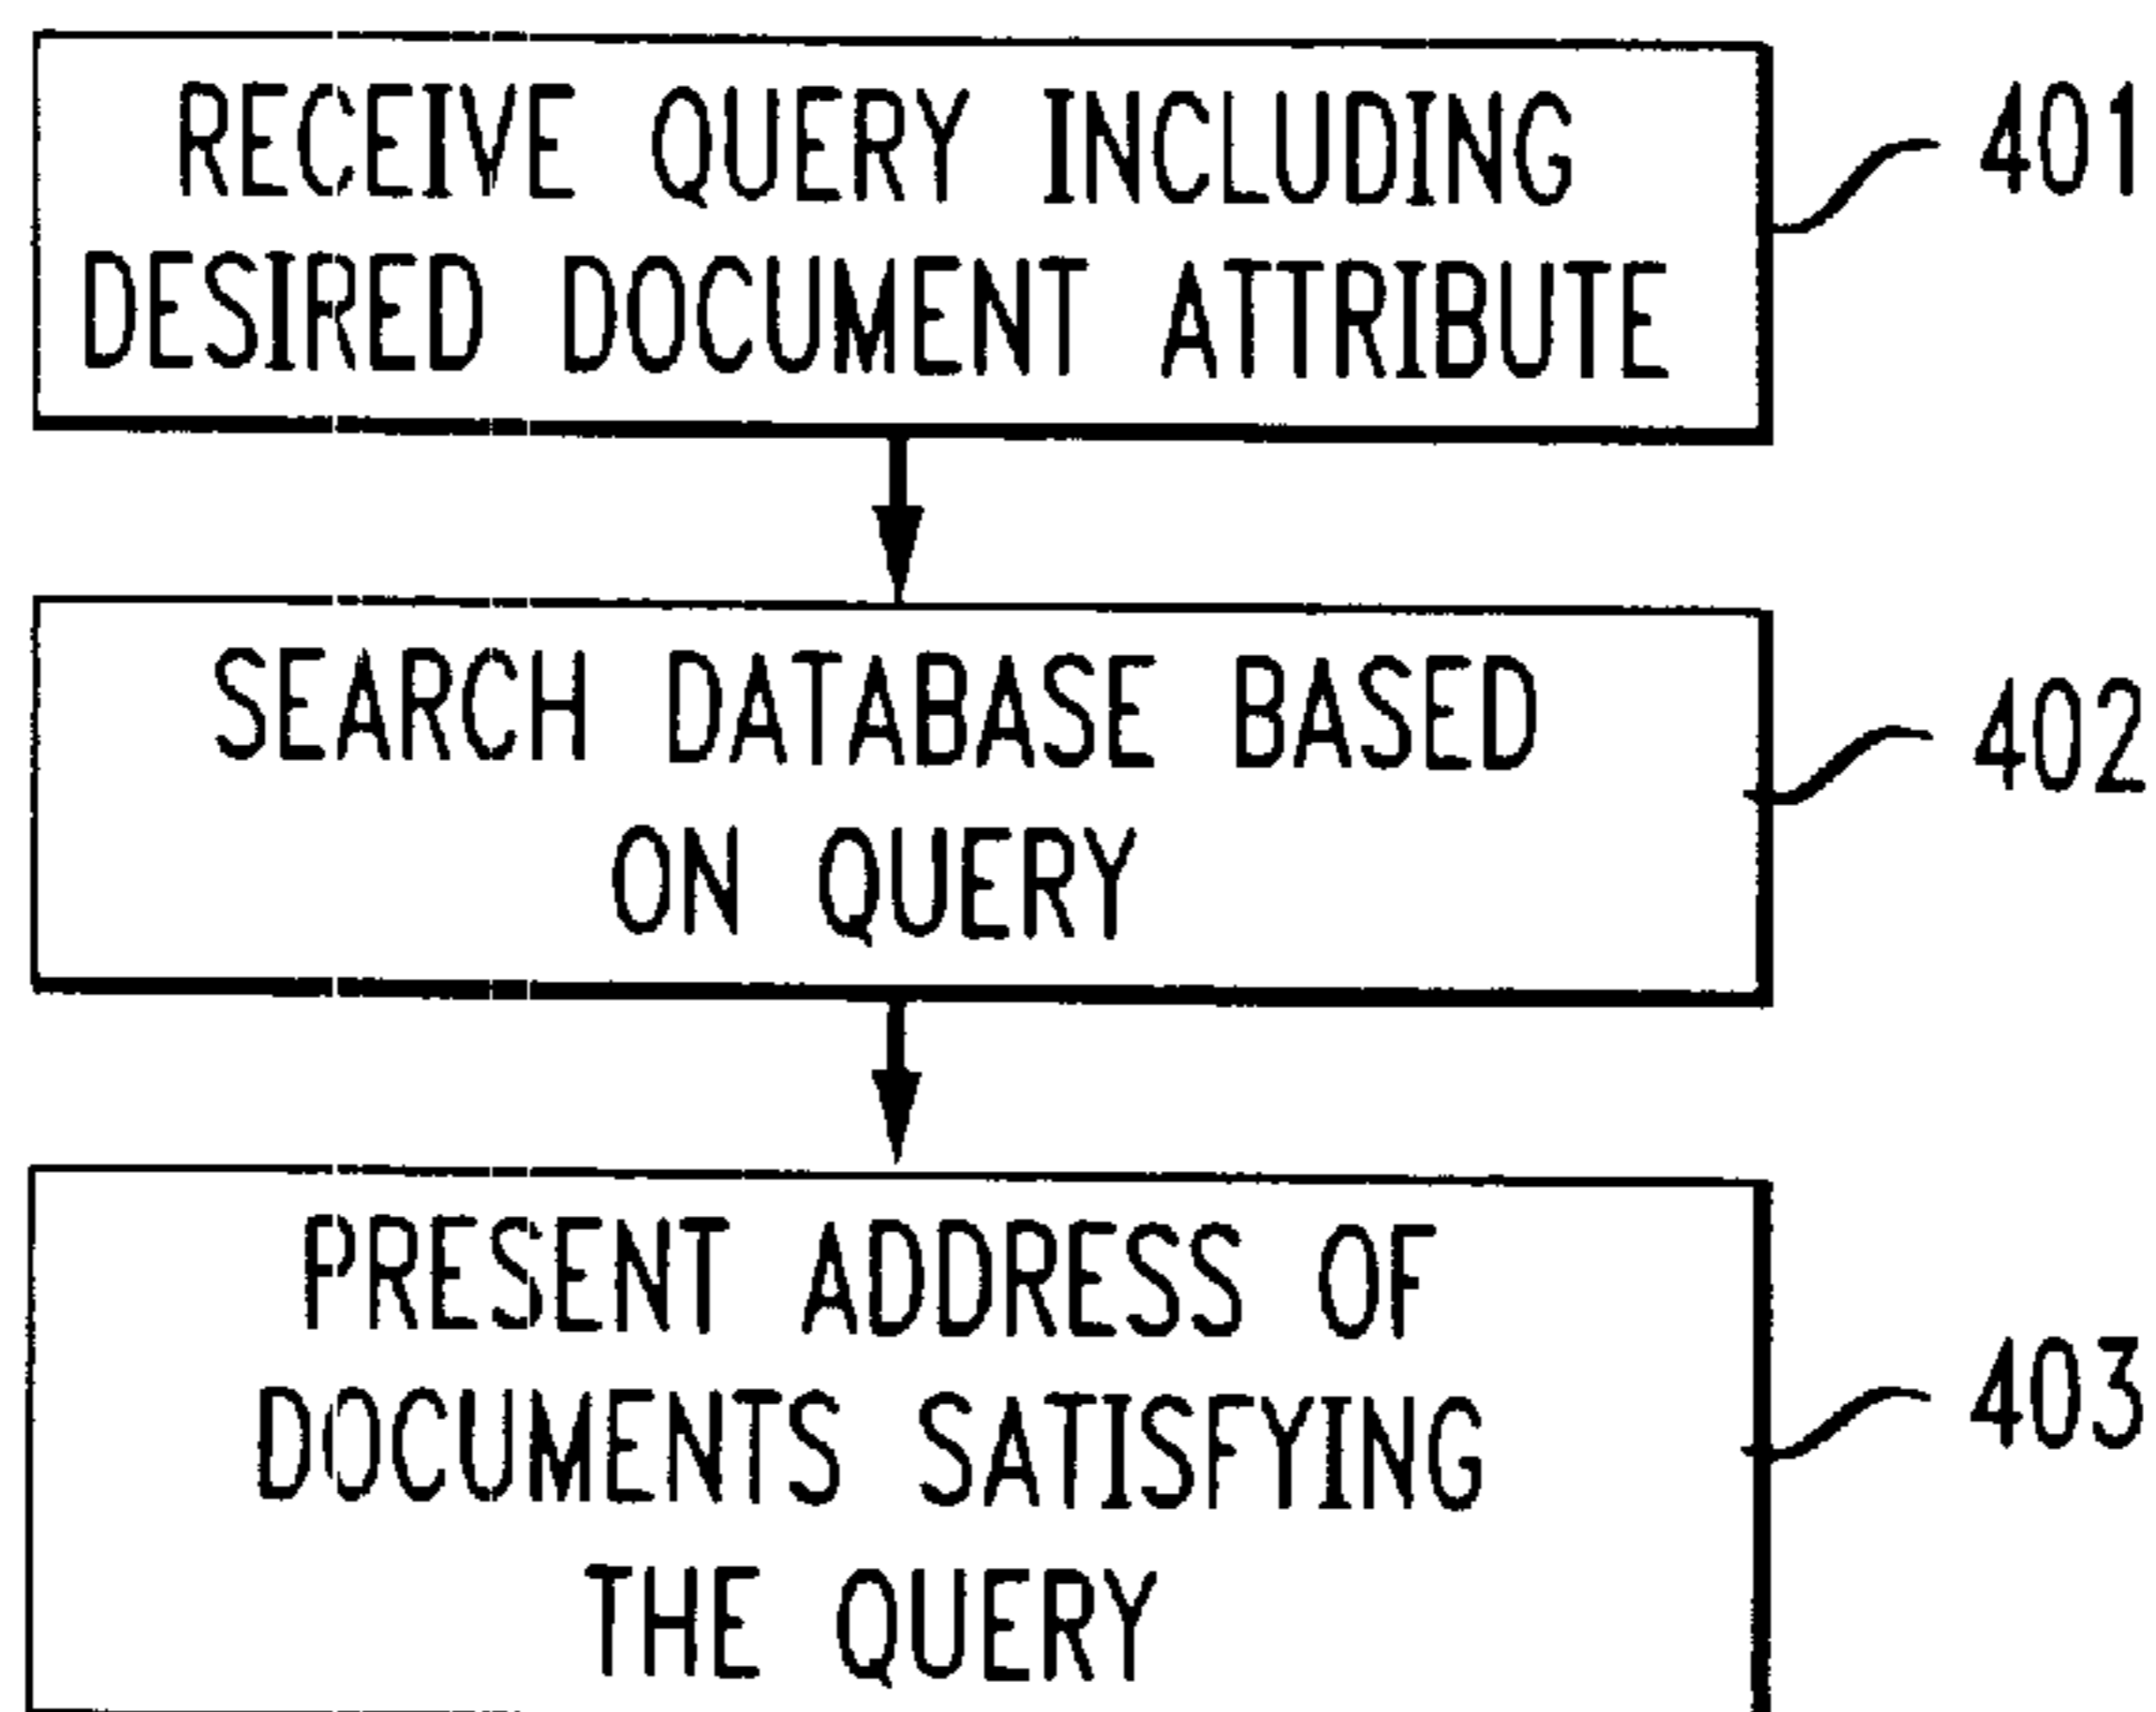 RECEIVE QUERY INCLUDING
DESIRED DOCUMENT ATTRIBUTE
401
SEARCH DATABASE BASED
ON QUERY
402
PRESENT ADDRESS OF
DOCUMENTS SATISFYING
THE QUERY
403